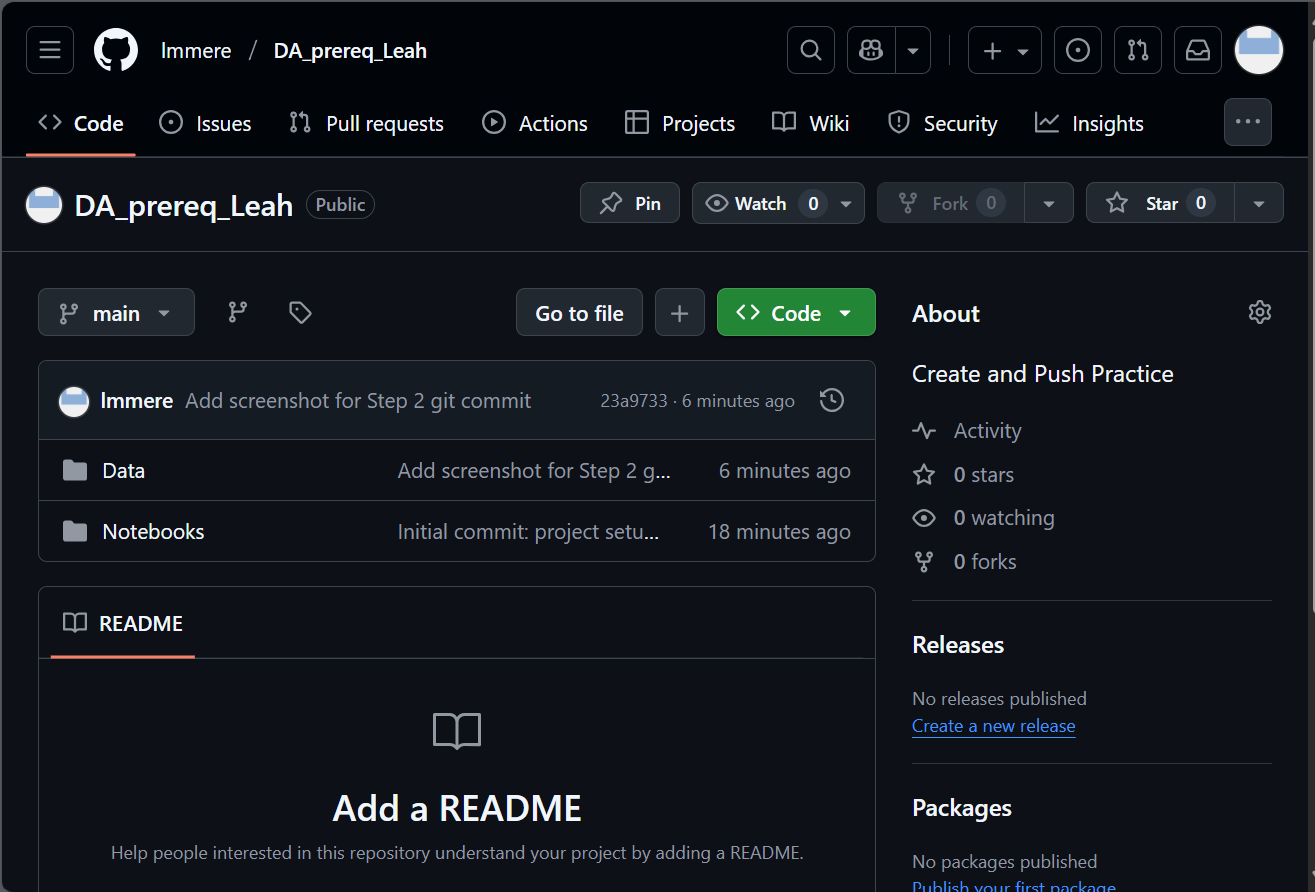 lmmere / DA_prereq_Leah
Code Issues Pull requests Actions Projects Wiki Security Insights
DA_prereq_Leah Public Pin Watch 0 Fork 0 Star 0
main Go to file + Code
lmmere Add screenshot for Step 2 git commit 23a9733 · 6 minutes ago
Data Add screenshot for Step 2 g... 6 minutes ago
Notebooks Initial commit: project setu... 18 minutes ago
README
Add a README
Help people interested in this repository understand your project by adding a README.
About
Create and Push Practice
Activity
0 stars
0 watching
0 forks
Releases
No releases published
Create a new release
Packages
No packages published
Publish your first package